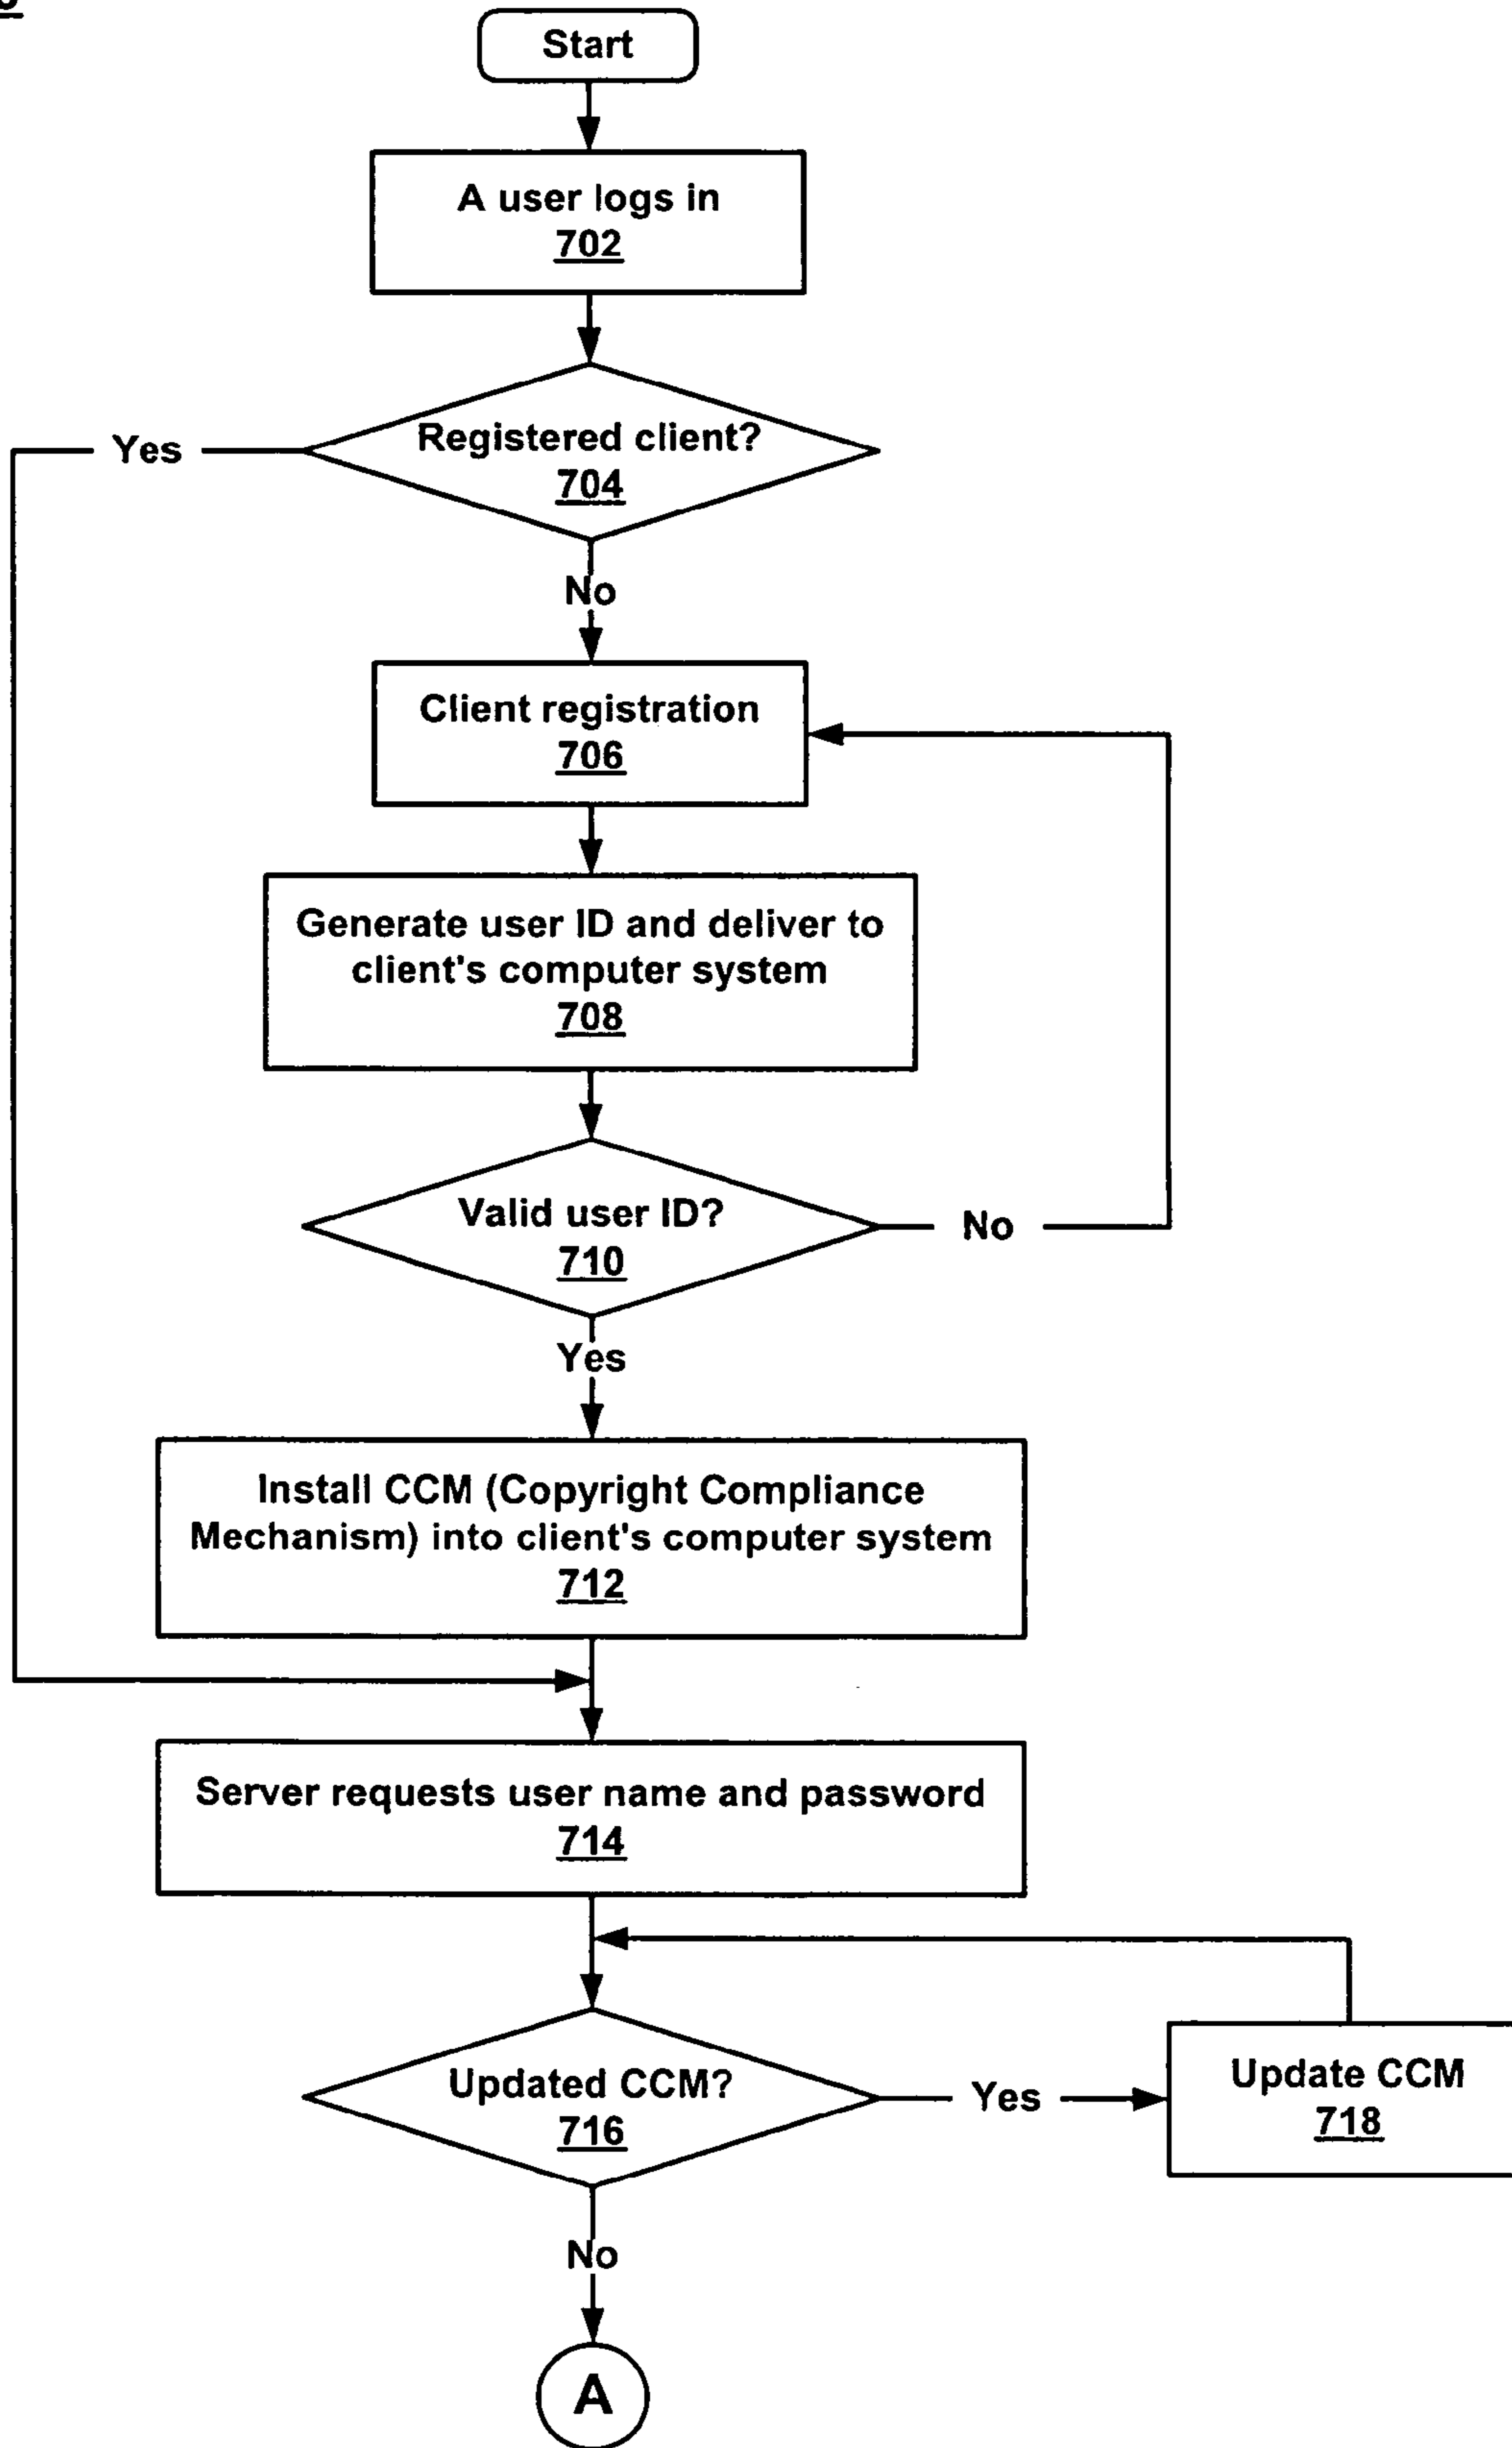 Start
A user logs in
702
Registered client?
704
Yes
No
Client registration
706
Generate user ID and deliver to
client's computer system
708
Valid user ID?
710
No
Yes
Install CCM (Copyright Compliance
Mechanism) into client's computer system
712
Server requests user name and password
714
Updated CCM?
716
Yes
Update CCM
718
No
A